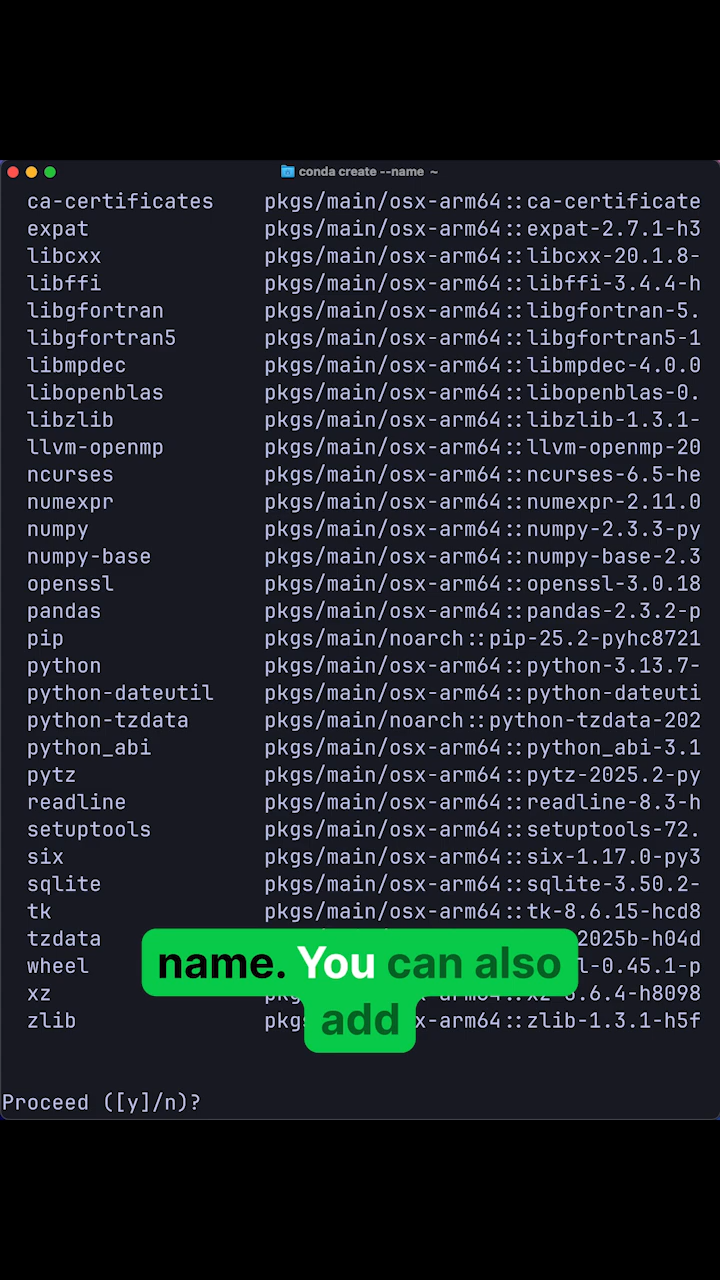 conda create --name ~
ca-certificates pkgs/main/osx-arm64::ca-certificate
expat pkgs/main/osx-arm64::expat-2.7.1-h3
libcxx pkgs/main/osx-arm64::libcxx-20.1.8-
libffi pkgs/main/osx-arm64::libffi-3.4.4-h
libgfortran pkgs/main/osx-arm64::libgfortran-5.
libgfortran5 pkgs/main/osx-arm64::libgfortran5-1
libmpdec pkgs/main/osx-arm64::libmpdec-4.0.0
libopenblas pkgs/main/osx-arm64::libopenblas-0.
libzlib pkgs/main/osx-arm64::libzlib-1.3.1-
llvm-openmp pkgs/main/osx-arm64::llvm-openmp-20
ncurses pkgs/main/osx-arm64::ncurses-6.5-he
numexpr pkgs/main/osx-arm64::numexpr-2.11.0
numpy pkgs/main/osx-arm64::numpy-2.3.3-py
numpy-base pkgs/main/osx-arm64::numpy-base-2.3
openssl pkgs/main/osx-arm64::openssl-3.0.18
pandas pkgs/main/osx-arm64::pandas-2.3.2-p
pip pkgs/main/noarch::pip-25.2-pyhc8721
python pkgs/main/osx-arm64::python-3.13.7-
python-dateutil pkgs/main/osx-arm64::python-dateuti
python-tzdata pkgs/main/noarch::python-tzdata-202
python_abi pkgs/main/osx-arm64::python_abi-3.1
pytz pkgs/main/osx-arm64::pytz-2025.2-py
readline pkgs/main/osx-arm64::readline-8.3-h
setuptools pkgs/main/osx-arm64::setuptools-72.
six pkgs/main/osx-arm64::six-1.17.0-py3
sqlite pkgs/main/osx-arm64::sqlite-3.50.2-
tk pkgs/main/osx-arm64::tk-8.6.15-hcd8
tzdata 2025b-h04d
name. You can also
wheel l-0.45.1-p
xz
add
zlib pkgs x-arm64::zlib-1.3.1-h5f
Proceed ([y]/n)?